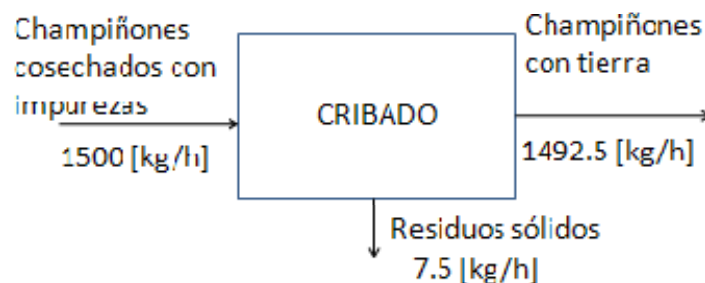 Champiñones
cosechados con
impurezas
1500 [kg/h]
CRIBADO
Champiñones
con tierra
1492.5 [kg/h]
Residuos sólidos
7.5 [kg/h]